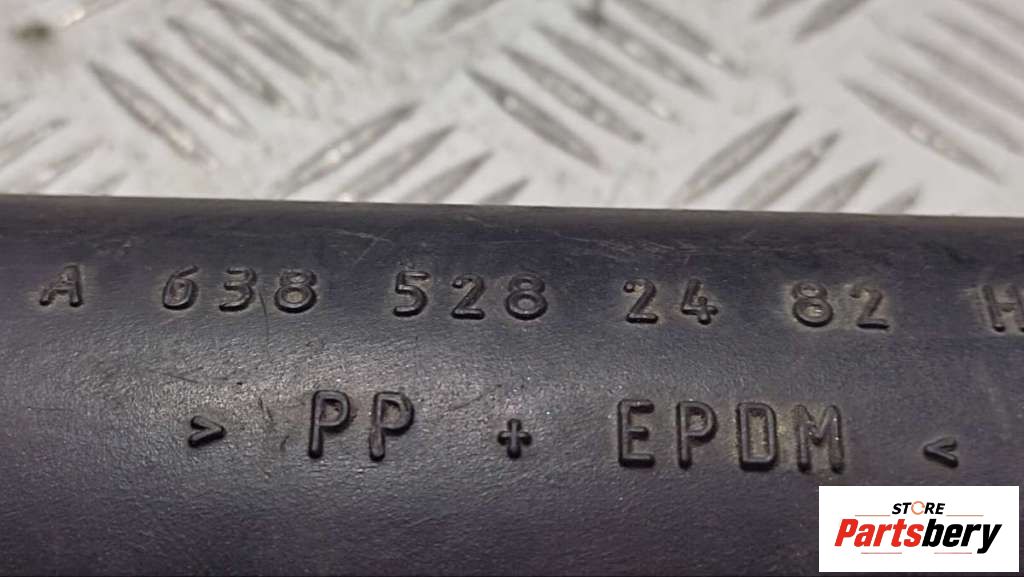 A 638 528 24 82 H
> PP + EPDM <
STORE
Partsbery